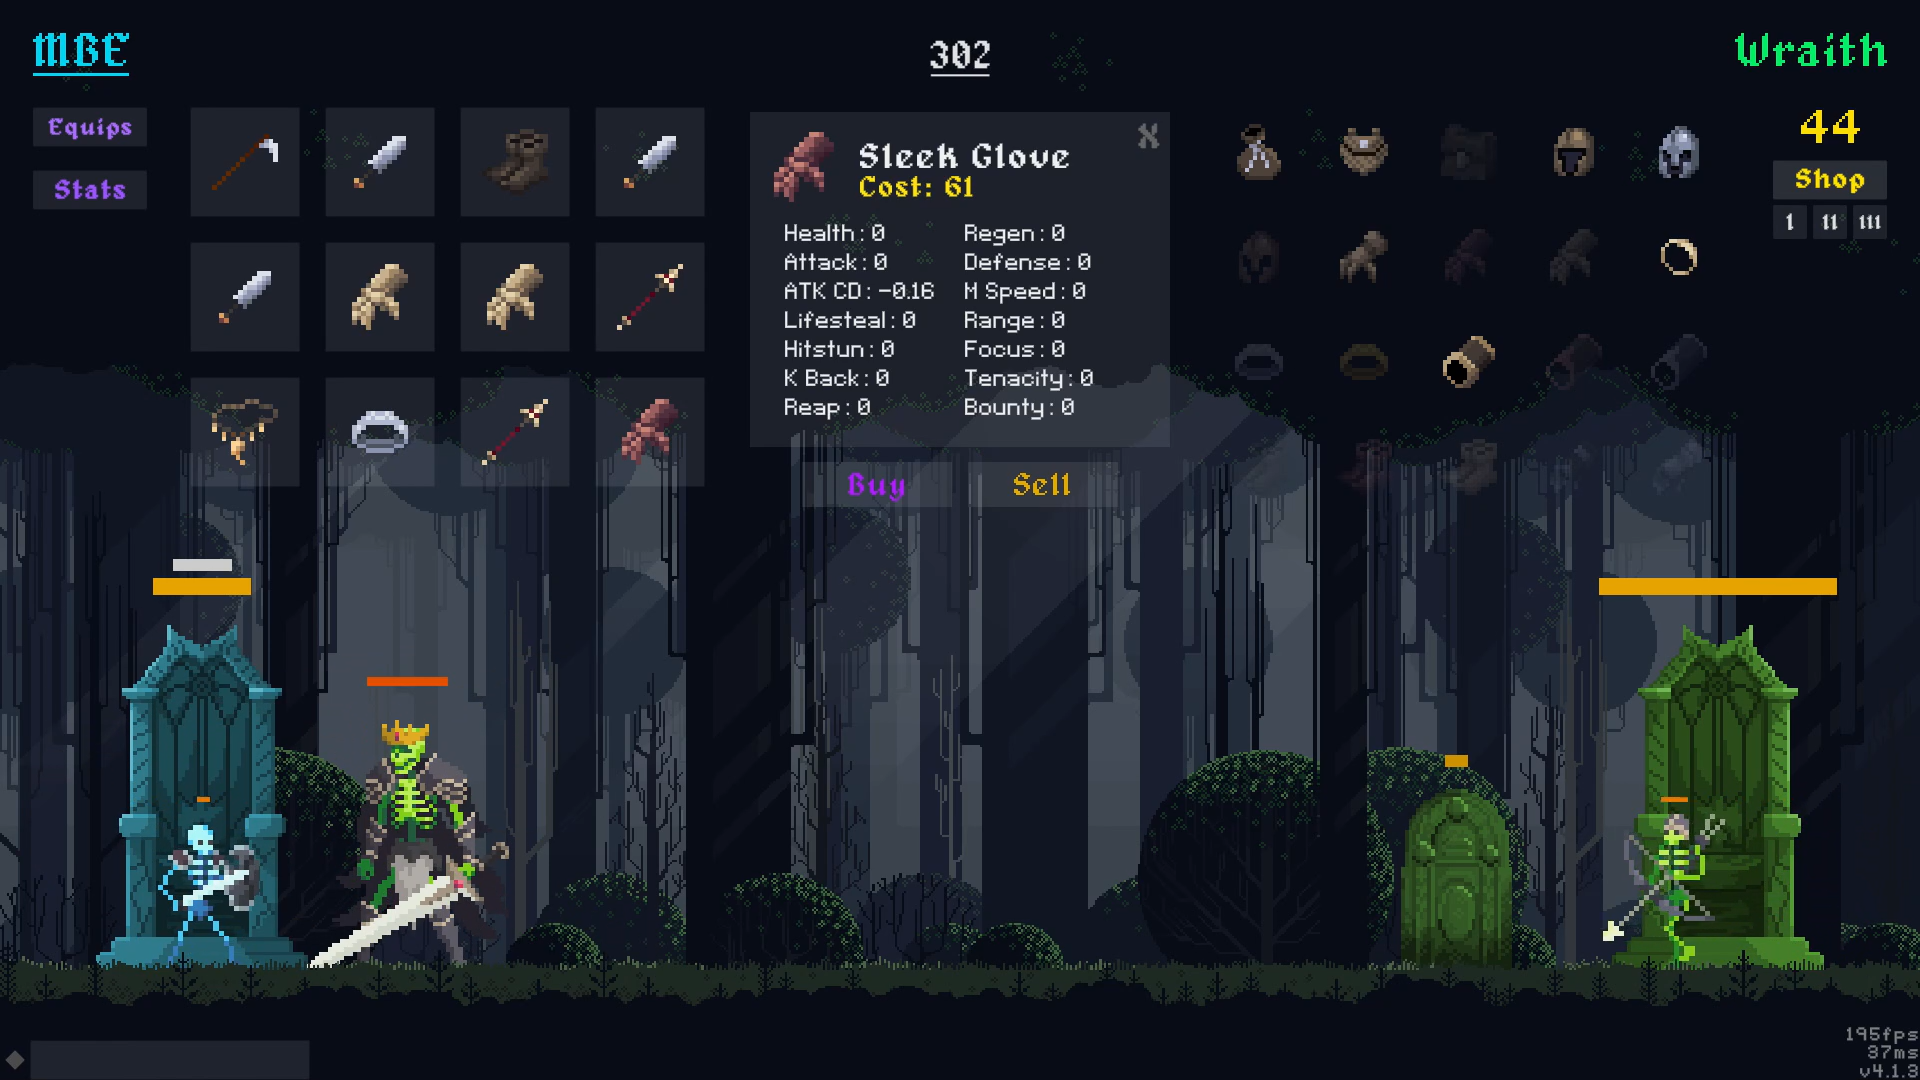 MBE
302
Wraith
Equips
Stats
Sleek Glove
Cost: 61
X
Health: 0
Regen: 0
Attack: 0
Defense: 0
ATK CD: -0.16
M Speed: 0
Lifesteal: 0
Range: 0
Hitstun: 0
Focus: 0
K Back: 0
Tenacity: 0
Reap: 0
Bounty: 0
Buy
Sell
44
Shop
I II III
195fps
37ms
v4.1.3